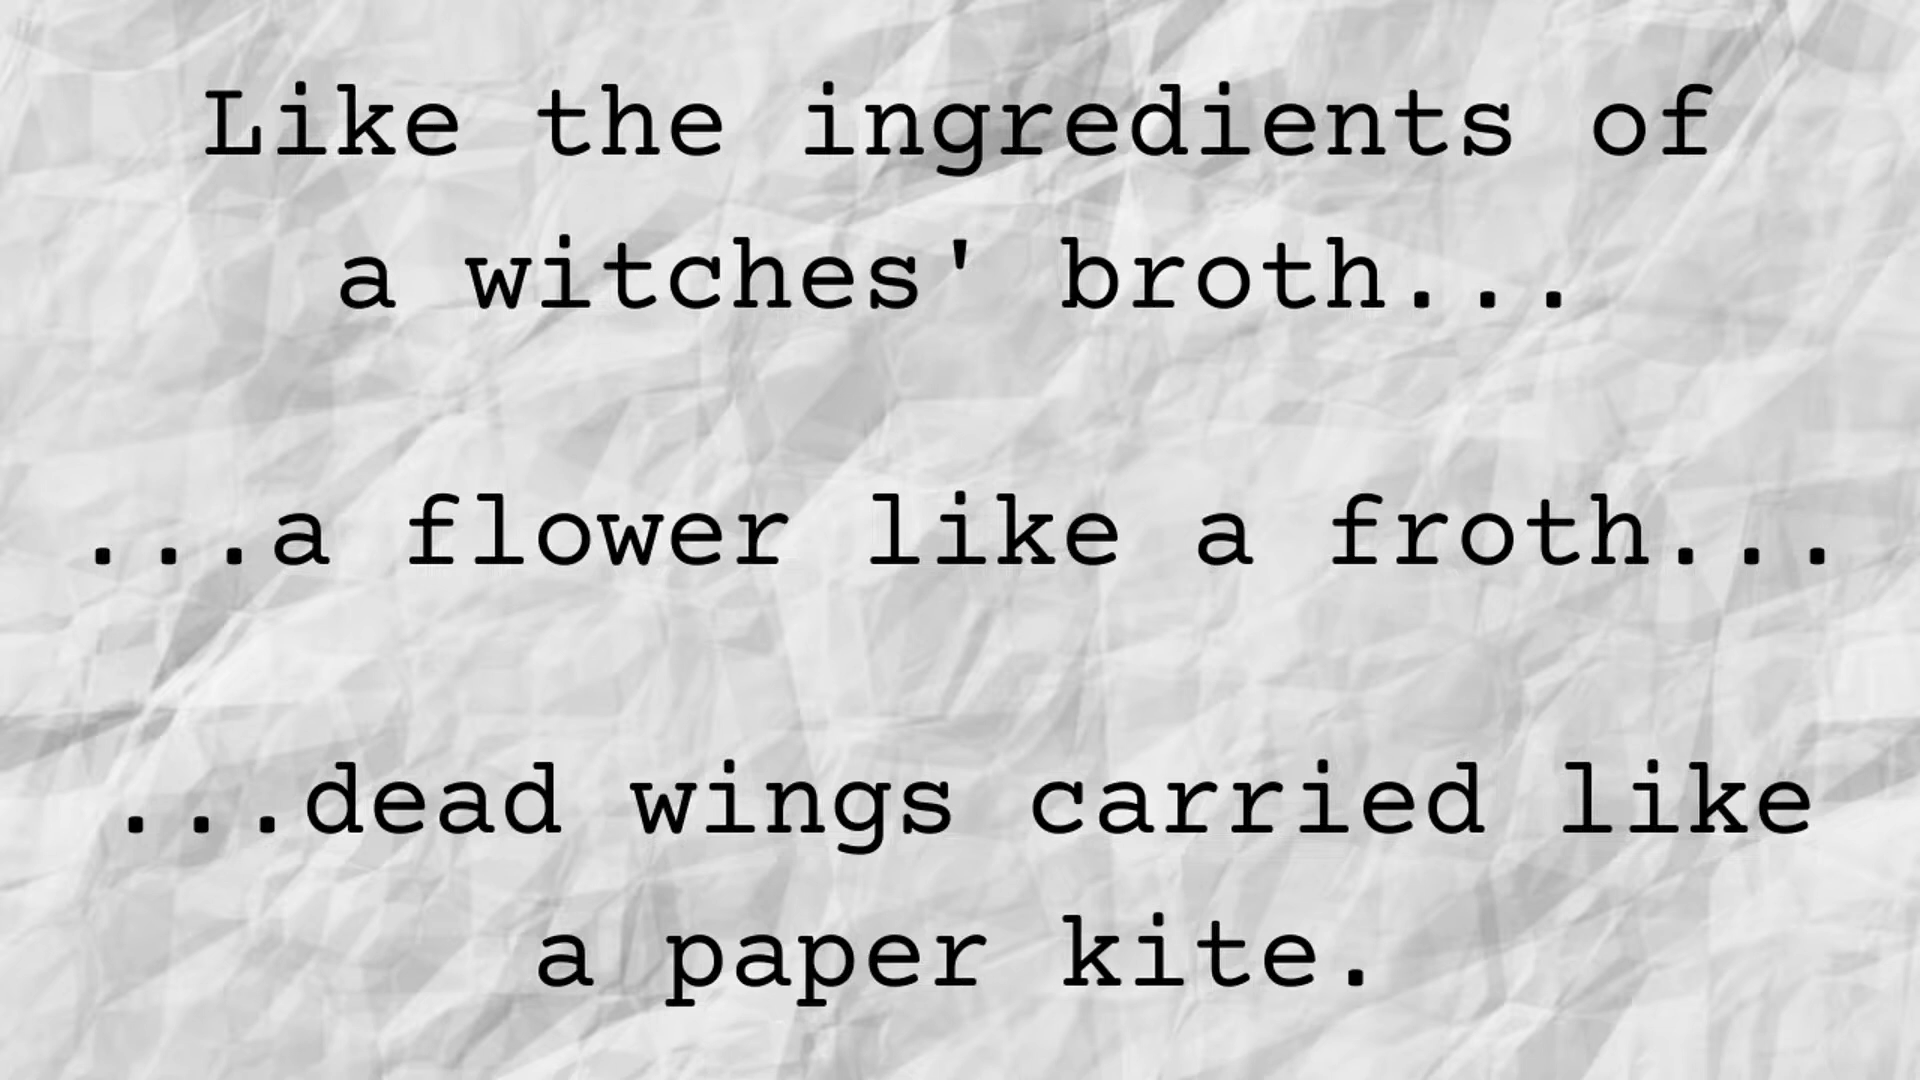 Like the ingredients of
a witches' broth...
...a flower like a froth...
...dead wings carried like
a paper kite.